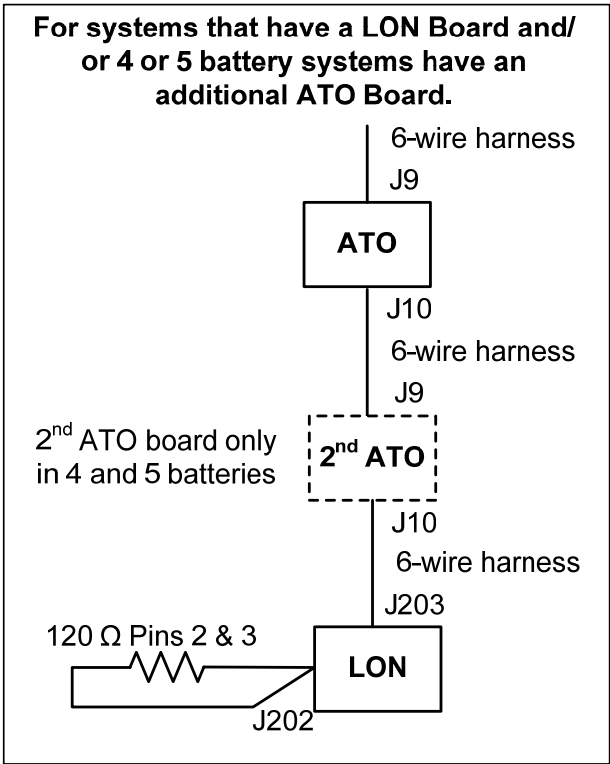 For systems that have a LON Board and/
or 4 or 5 battery systems have an
additional ATO Board.
6-wire harness
J9
ATO
J10
6-wire harness
J9
2nd ATO board only
in 4 and 5 batteries
2nd ATO
J10
6-wire harness
J203
120 Ω Pins 2 & 3
LON
J202